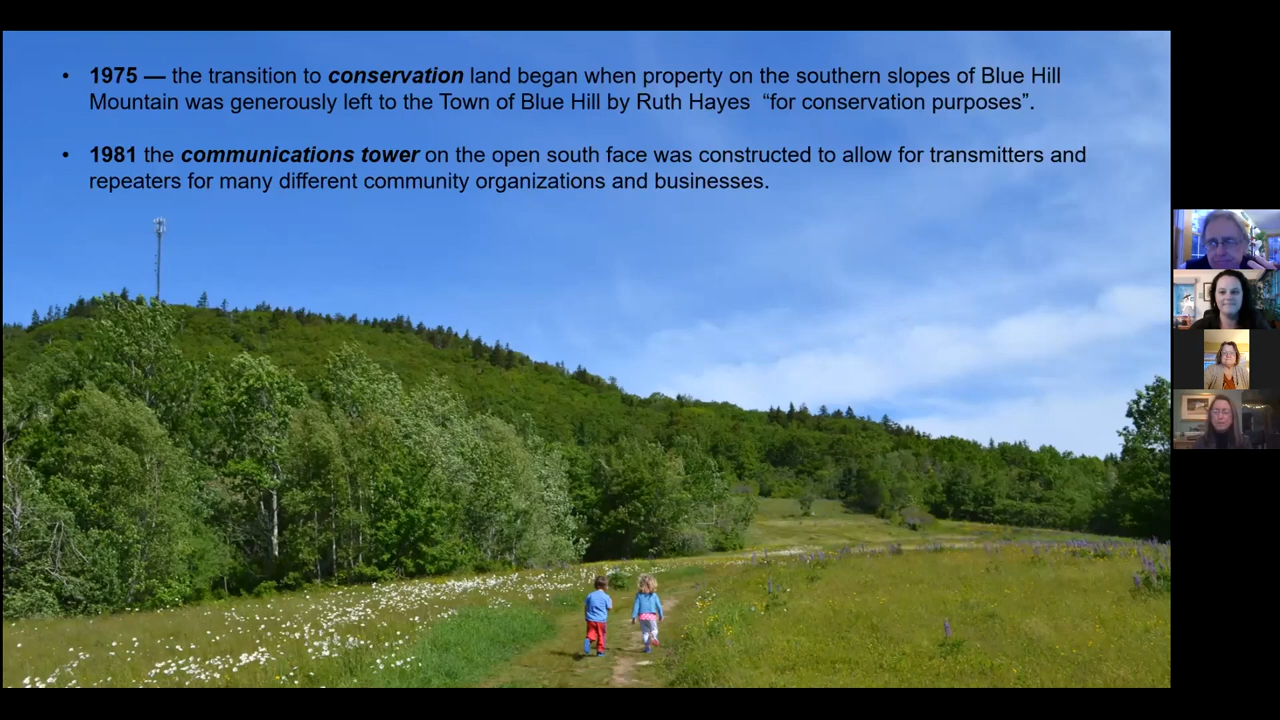 • 1975 — the transition to conservation land began when property on the southern slopes of Blue Hill
Mountain was generously left to the Town of Blue Hill by Ruth Hayes “for conservation purposes”.
• 1981 the communications tower on the open south face was constructed to allow for transmitters and
repeaters for many different community organizations and businesses.